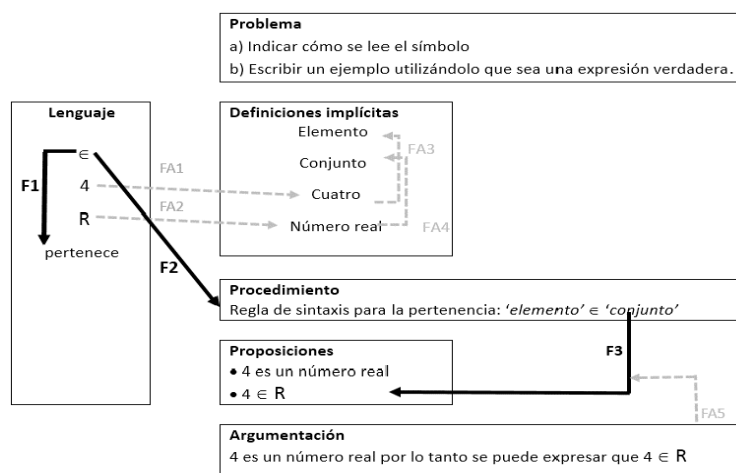 Problema
a) Indicar cómo se lee el símbolo
b) Escribir un ejemplo utilizándolo que sea una expresión verdadera.
Lenguaje
∈
4
R
pertenece
F1
F2
FA1
FA2
Definiciones implícitas
Elemento
Conjunto
Cuatro
Número real
FA3
FA4
Procedimiento
Regla de sintaxis para la pertenencia: ‘elemento’ ∈ ‘conjunto’
F3
Proposiciones
• 4 es un número real
• 4 ∈ R
FA5
Argumentación
4 es un número real por lo tanto se puede expresar que 4 ∈ R